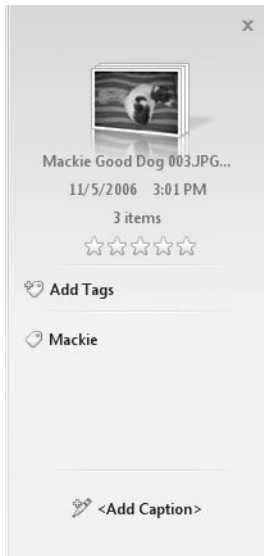 x
Mackie Good Dog 003.JPG...
11/5/2006 3:01 PM
3 items
Add Tags
Mackie
<Add Caption>